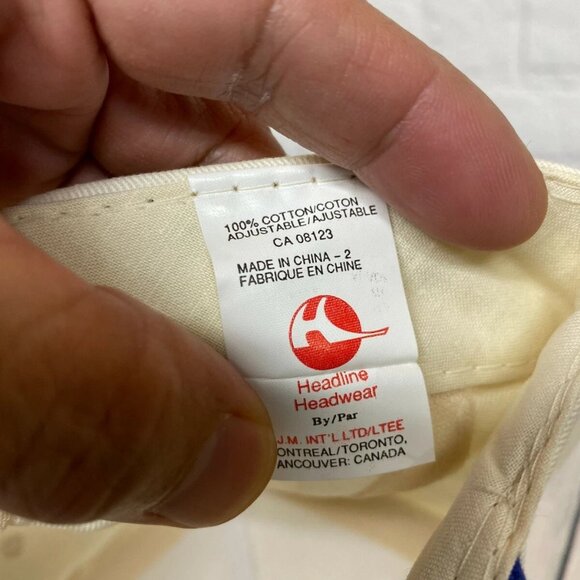 100% COTTON/COTON
ADJUSTABLE/AJUSTABLE
CA 08123
MADE IN CHINA - 2
FABRIQUE EN CHINE
Headline
Headwear
By/Par
J.M. INT'L LTD/LTEE
ONTREAL/TORONTO,
ANCOUVER: CANADA